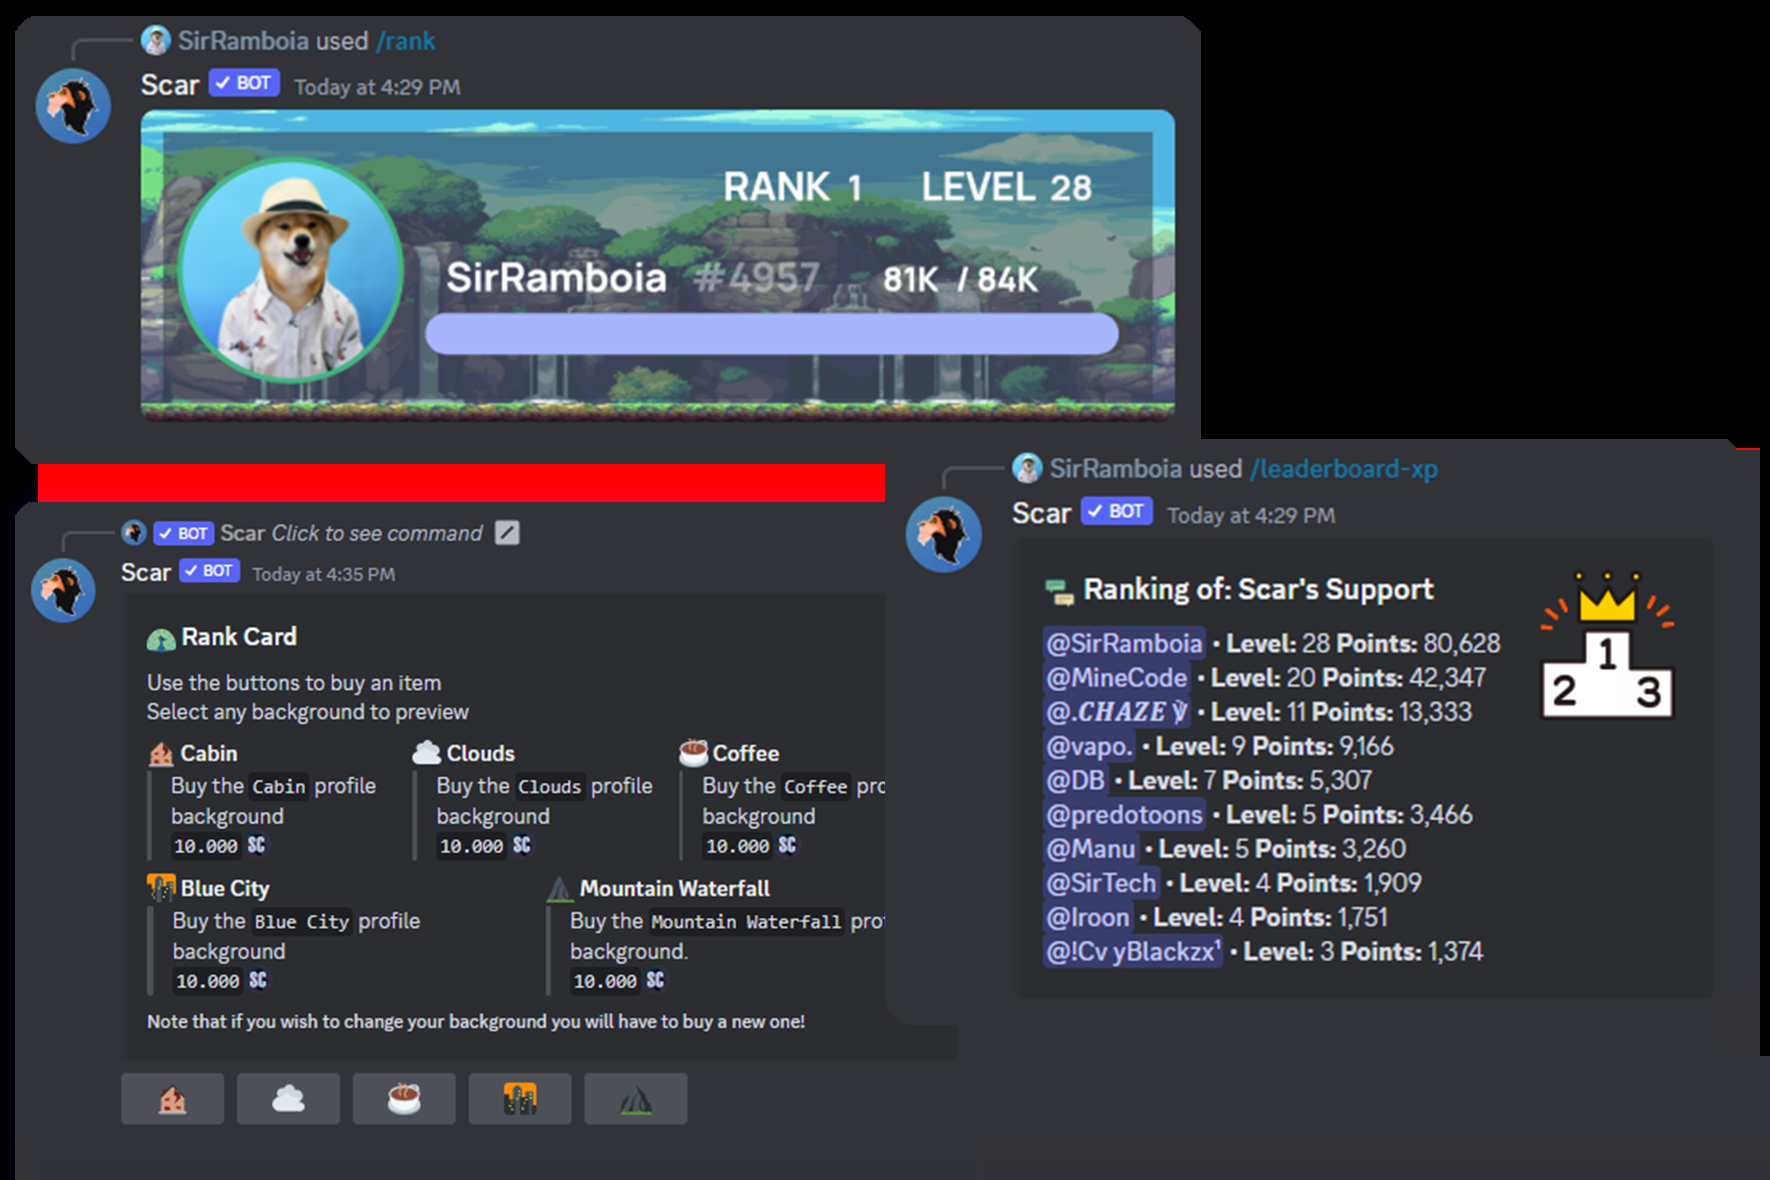 SirRamboia used /rank
Scar ✓ BOT Today at 4:29 PM
RANK 1 LEVEL 28
SirRamboia #4957 81K / 84K
✓ BOT Scar Click to see command
Scar ✓ BOT Today at 4:35 PM
Rank Card
Use the buttons to buy an item
Select any background to preview
Cabin
Buy the Cabin profile
background
10.000 SC
Clouds
Buy the Clouds profile
background
10.000 SC
Coffee
Buy the Coffee pro
background
10.000 SC
Blue City
Buy the Blue City profile
background
10.000 SC
Mountain Waterfall
Buy the Mountain Waterfall prof
background.
10.000 SC
Note that if you wish to change your background you will have to buy a new one!
SirRamboia used /leaderboard-xp
Scar ✓ BOT Today at 4:29 PM
Ranking of: Scar's Support
@SirRamboia • Level: 28 Points: 80,628
@MineCode • Level: 20 Points: 42,347
@.𝑪𝑯𝑨𝒁𝑬 • Level: 11 Points: 13,333
@vapo. • Level: 9 Points: 9,166
@DB • Level: 7 Points: 5,307
@predotoons • Level: 5 Points: 3,466
@Manu • Level: 5 Points: 3,260
@SirTech • Level: 4 Points: 1,909
@Iroon • Level: 4 Points: 1,751
@!Cv yBlackzx¹ • Level: 3 Points: 1,374
1
2 3